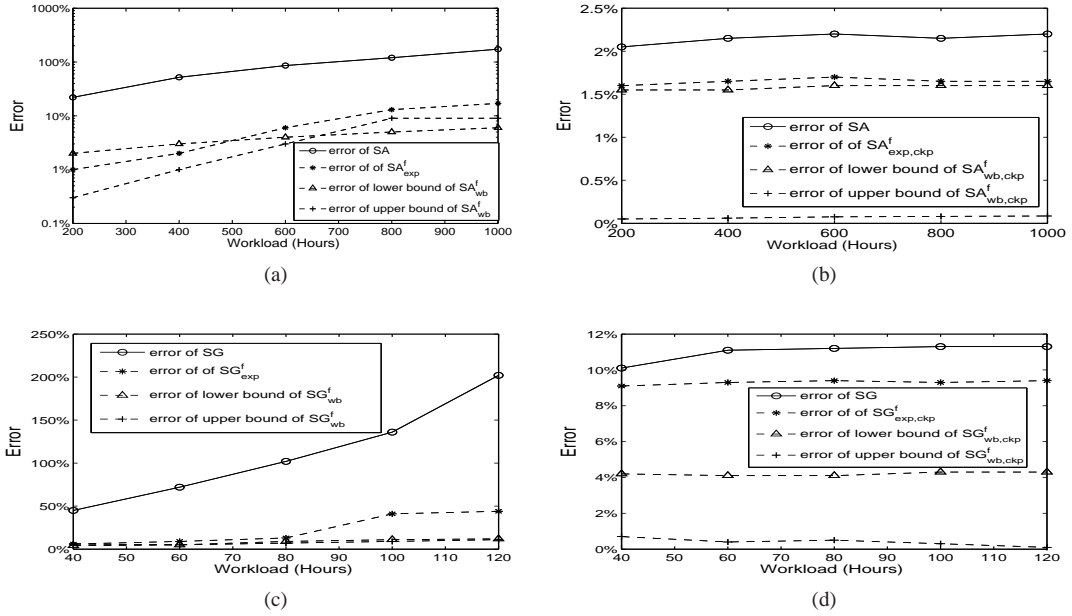 1000%
100%
10%
1%
0.1%
Error
error of SA
error of of SA^f_exp
error of lower bound of SA^f_wb
error of upper bound of SA^f_wb
200 300 400 500 600 700 800 900 1000
Workload (Hours)
(a)
2.5%
2%
1.5%
1%
0.5%
0%
Error
error of SA
error of of SA^f_exp,ckp
error of lower bound of SA^f_wb,ckp
error of upper bound of SA^f_wb,ckp
200 400 600 800 1000
Workload (Hours)
(b)
250%
200%
150%
100%
50%
0%
Error
error of SG
error of of SG^f_exp
error of lower bound of SG^f_wb
error of upper bound of SG^f_wb
40 50 60 70 80 90 100 110 120
Workload (Hours)
(c)
12%
10%
8%
6%
4%
2%
0%
Error
error of SG
error of of SG^f_exp,ckp
error of lower bound of SG^f_wb,ckp
error of upper bound of SG^f_wb,ckp
40 50 60 70 80 90 100 110 120
Workload (Hours)
(d)